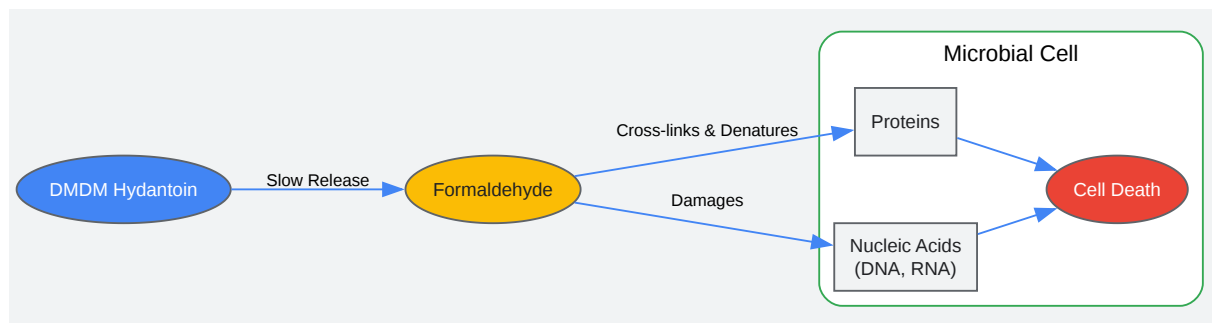 Microbial Cell
Proteins
Cross-links & Denatures
DMDM Hydantoin
Slow Release
Formaldehyde
Cell Death
Damages
Nucleic Acids
(DNA, RNA)